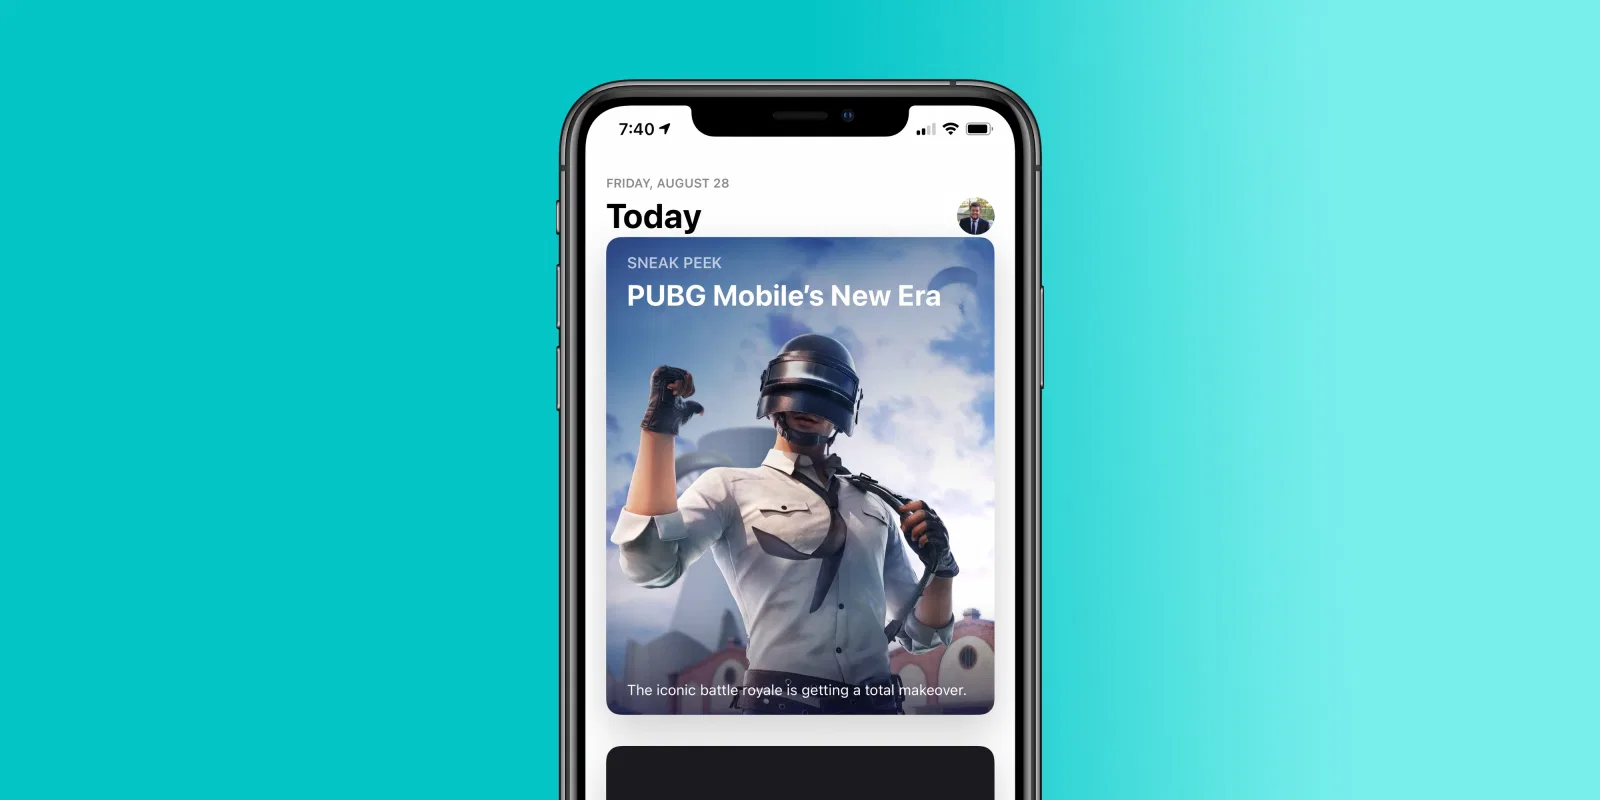 7:40
FRIDAY, AUGUST 28
Today
SNEAK PEEK
PUBG Mobile’s New Era
The iconic battle royale is getting a total makeover.